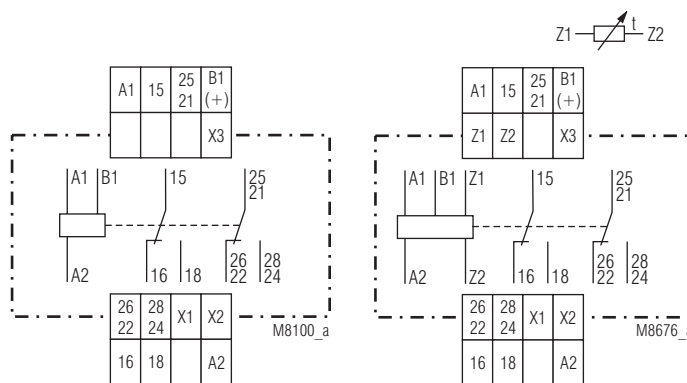 Z1 t Z2
A1 15 25 21 B1 (+)
X3
A1 B1 15 25 21
A2 16 18 26 22 28 24
26 22 28 24 X1 X2
M8100_a
16 18 A2
A1 15 25 21 B1 (+)
Z1 Z2 X3
A1 B1 Z1 15 25 21
A2 Z2 16 18 26 22 28 24
26 22 28 24 X1 X2
M8676_a
16 18 A2